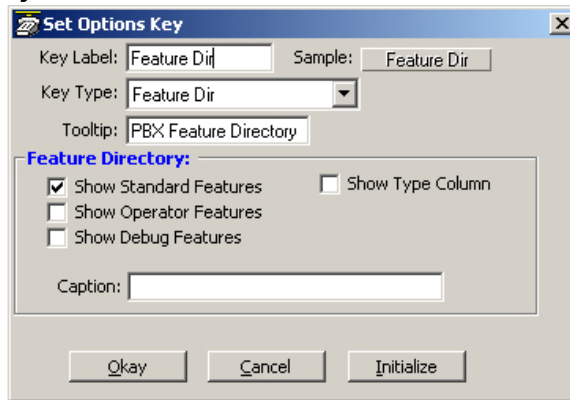 Set Options Key
Key Label: Feature Dir Sample: Feature Dir
Key Type: Feature Dir
Tooltip: PBX Feature Directory
Feature Directory:
Show Standard Features Show Type Column
Show Operator Features
Show Debug Features
Caption:
Okay Cancel Initialize